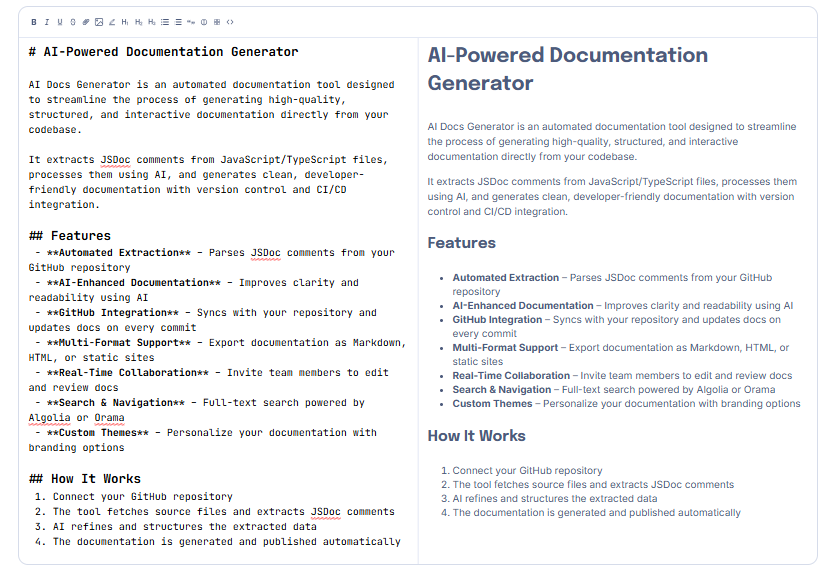 B I U S H₁ H₂ H₃
# AI-Powered Documentation Generator
AI Docs Generator is an automated documentation tool designed
to streamline the process of generating high-quality,
structured, and interactive documentation directly from your
codebase.
It extracts JSDoc comments from JavaScript/TypeScript files,
processes them using AI, and generates clean, developer-
friendly documentation with version control and CI/CD
integration.
## Features
- **Automated Extraction** – Parses JSDoc comments from your
GitHub repository
- **AI-Enhanced Documentation** – Improves clarity and
readability using AI
- **GitHub Integration** – Syncs with your repository and
updates docs on every commit
- **Multi-Format Support** – Export documentation as Markdown,
HTML, or static sites
- **Real-Time Collaboration** – Invite team members to edit
and review docs
- **Search & Navigation** – Full-text search powered by
Algolia or Orama
- **Custom Themes** – Personalize your documentation with
branding options
## How It Works
1. Connect your GitHub repository
2. The tool fetches source files and extracts JSDoc comments
3. AI refines and structures the extracted data
4. The documentation is generated and published automatically
AI-Powered Documentation
Generator
AI Docs Generator is an automated documentation tool designed to streamline
the process of generating high-quality, structured, and interactive
documentation directly from your codebase.
It extracts JSDoc comments from JavaScript/TypeScript files, processes them
using AI, and generates clean, developer-friendly documentation with version
control and CI/CD integration.
Features
• Automated Extraction – Parses JSDoc comments from your GitHub
repository
• AI-Enhanced Documentation – Improves clarity and readability using AI
• GitHub Integration – Syncs with your repository and updates docs on
every commit
• Multi-Format Support – Export documentation as Markdown, HTML, or
static sites
• Real-Time Collaboration – Invite team members to edit and review docs
• Search & Navigation – Full-text search powered by Algolia or Orama
• Custom Themes – Personalize your documentation with branding options
How It Works
1. Connect your GitHub repository
2. The tool fetches source files and extracts JSDoc comments
3. AI refines and structures the extracted data
4. The documentation is generated and published automatically